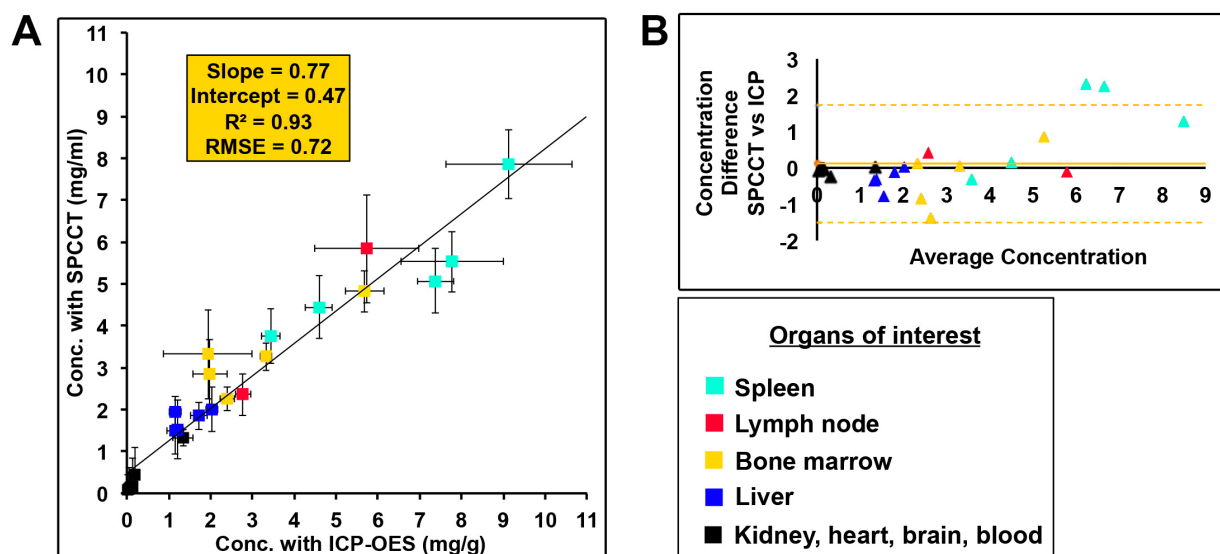 A
11
10
9
8
7
6
5
4
3
2
1
0
Conc. with SPCCT (mg/ml)
Slope = 0.77
Intercept = 0.47
R² = 0.93
RMSE = 0.72
0 1 2 3 4 5 6 7 8 9 10 11
Conc. with ICP-OES (mg/g)
B
Concentration
Difference
SPCCT vs ICP
3
2
1
0
-1
-2
0 1 2 3 4 5 6 7 8 9
Average Concentration
Organs of interest
Spleen
Lymph node
Bone marrow
Liver
Kidney, heart, brain, blood